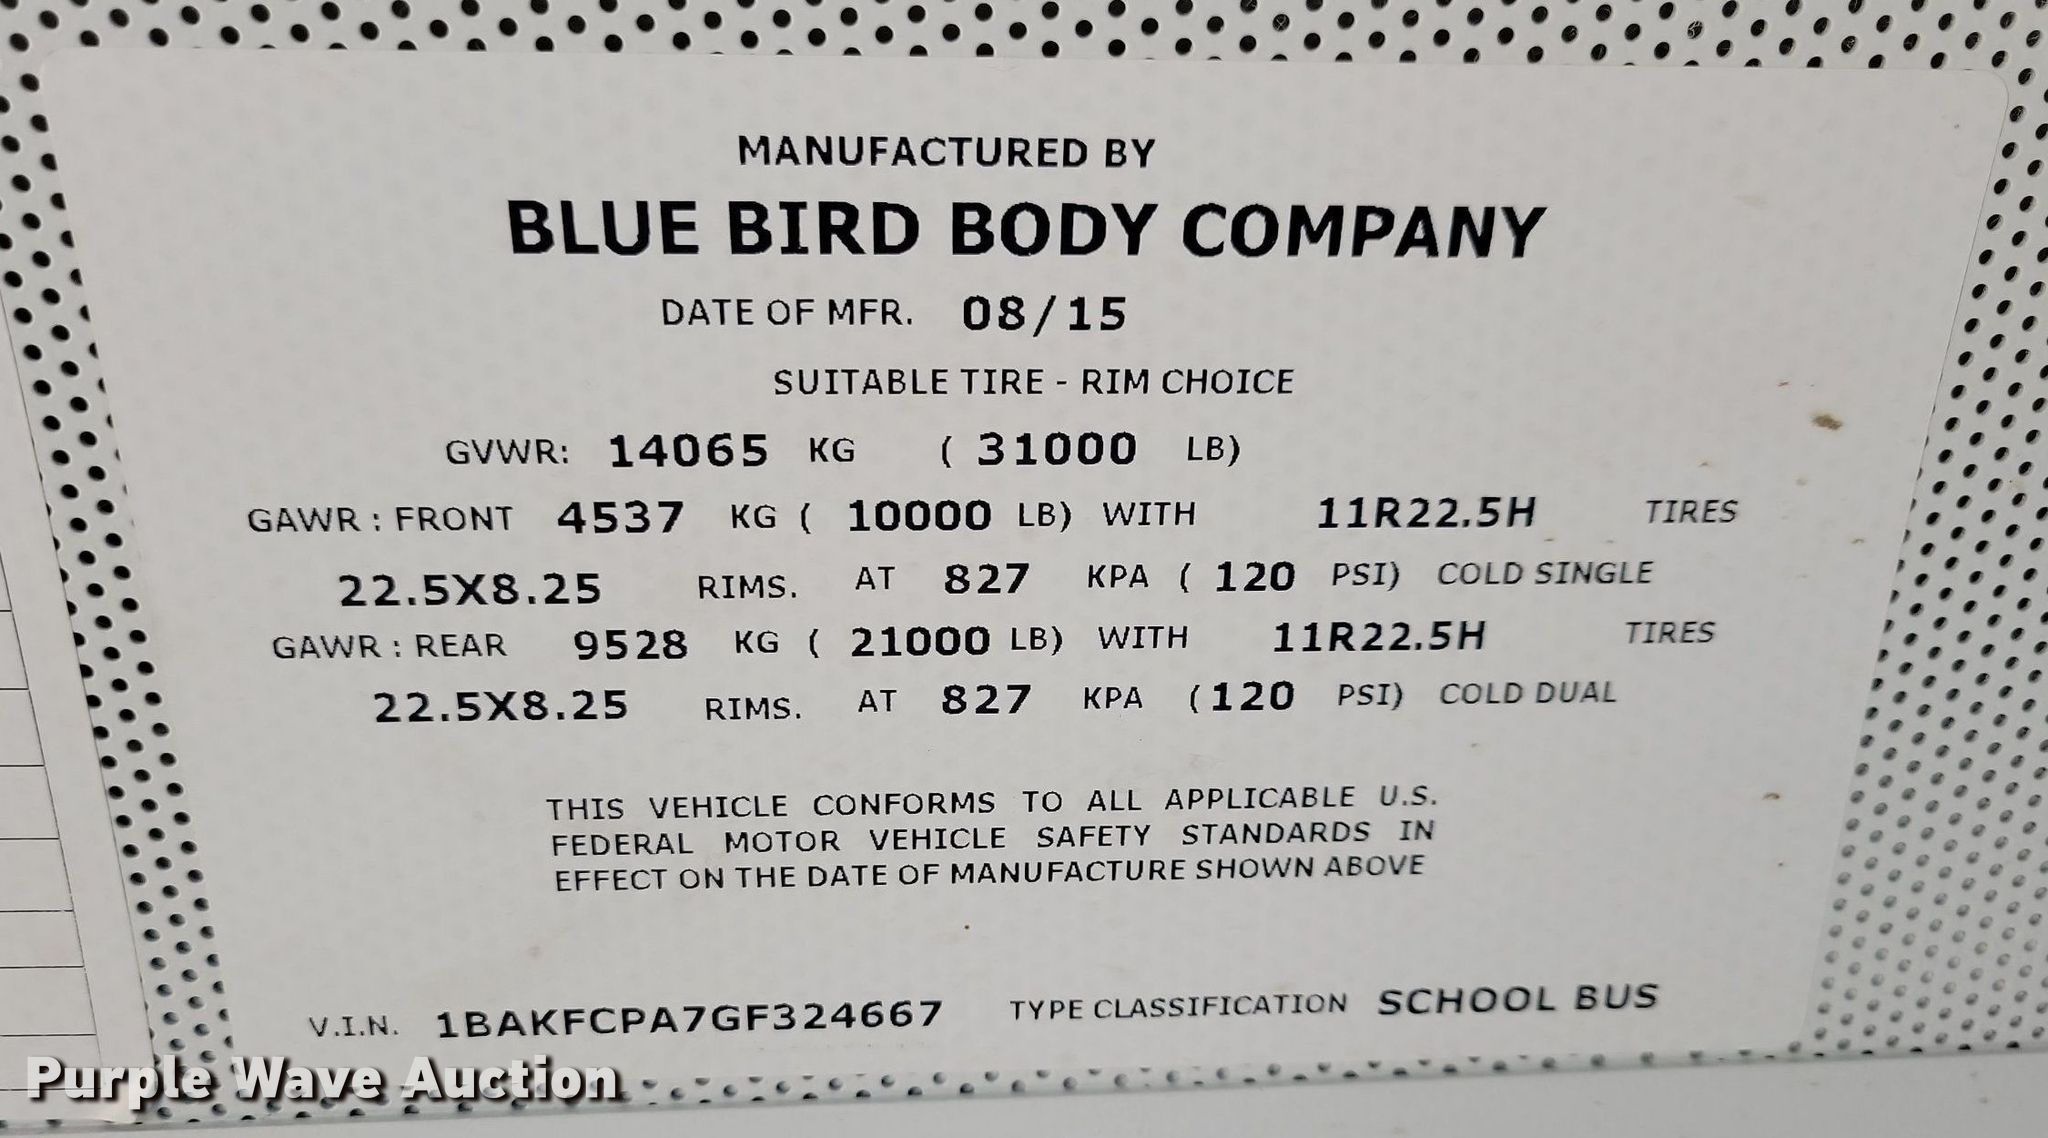 MANUFACTURED BY
BLUE BIRD BODY COMPANY
DATE OF MFR. 08/15
SUITABLE TIRE - RIM CHOICE
GVWR: 14065 KG ( 31000 LB)
GAWR : FRONT 4537 KG ( 10000 LB) WITH 11R22.5H TIRES
22.5X8.25 RIMS. AT 827 KPA ( 120 PSI) COLD SINGLE
GAWR : REAR 9528 KG ( 21000 LB) WITH 11R22.5H TIRES
22.5X8.25 RIMS. AT 827 KPA (120 PSI) COLD DUAL
THIS VEHICLE CONFORMS TO ALL APPLICABLE U.S.
FEDERAL MOTOR VEHICLE SAFETY STANDARDS IN
EFFECT ON THE DATE OF MANUFACTURE SHOWN ABOVE
V.I.N. 1BAKFCPA7GF324667 TYPE CLASSIFICATION SCHOOL BUS
Purple Wave Auction